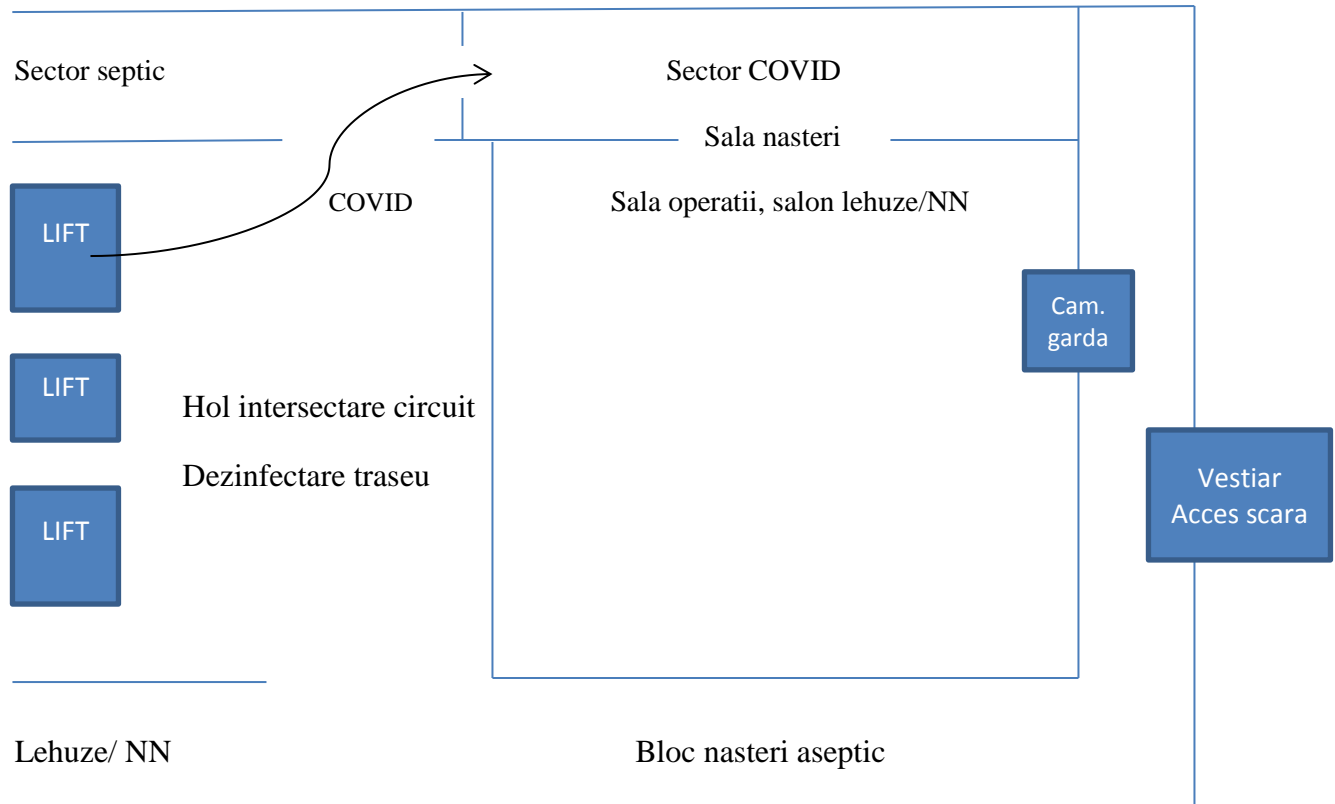 Sector septic
Sector COVID
Sala nasteri
COVID
Sala operatii, salon lehuze/NN
LIFT
Cam.
garda
LIFT
Hol intersectare circuit
Dezinfectare traseu
LIFT
Vestiar
Acces scara
Lehuze/ NN
Bloc nasteri aseptic